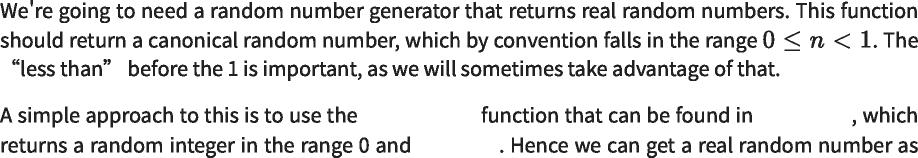 We're going to need a random number generator that returns real random numbers. This function
should return a canonical random number, which by convention falls in the range 0 ≤ n < 1. The
“less than” before the 1 is important, as we will sometimes take advantage of that.
A simple approach to this is to use the function that can be found in , which
returns a random integer in the range 0 and . Hence we can get a real random number as